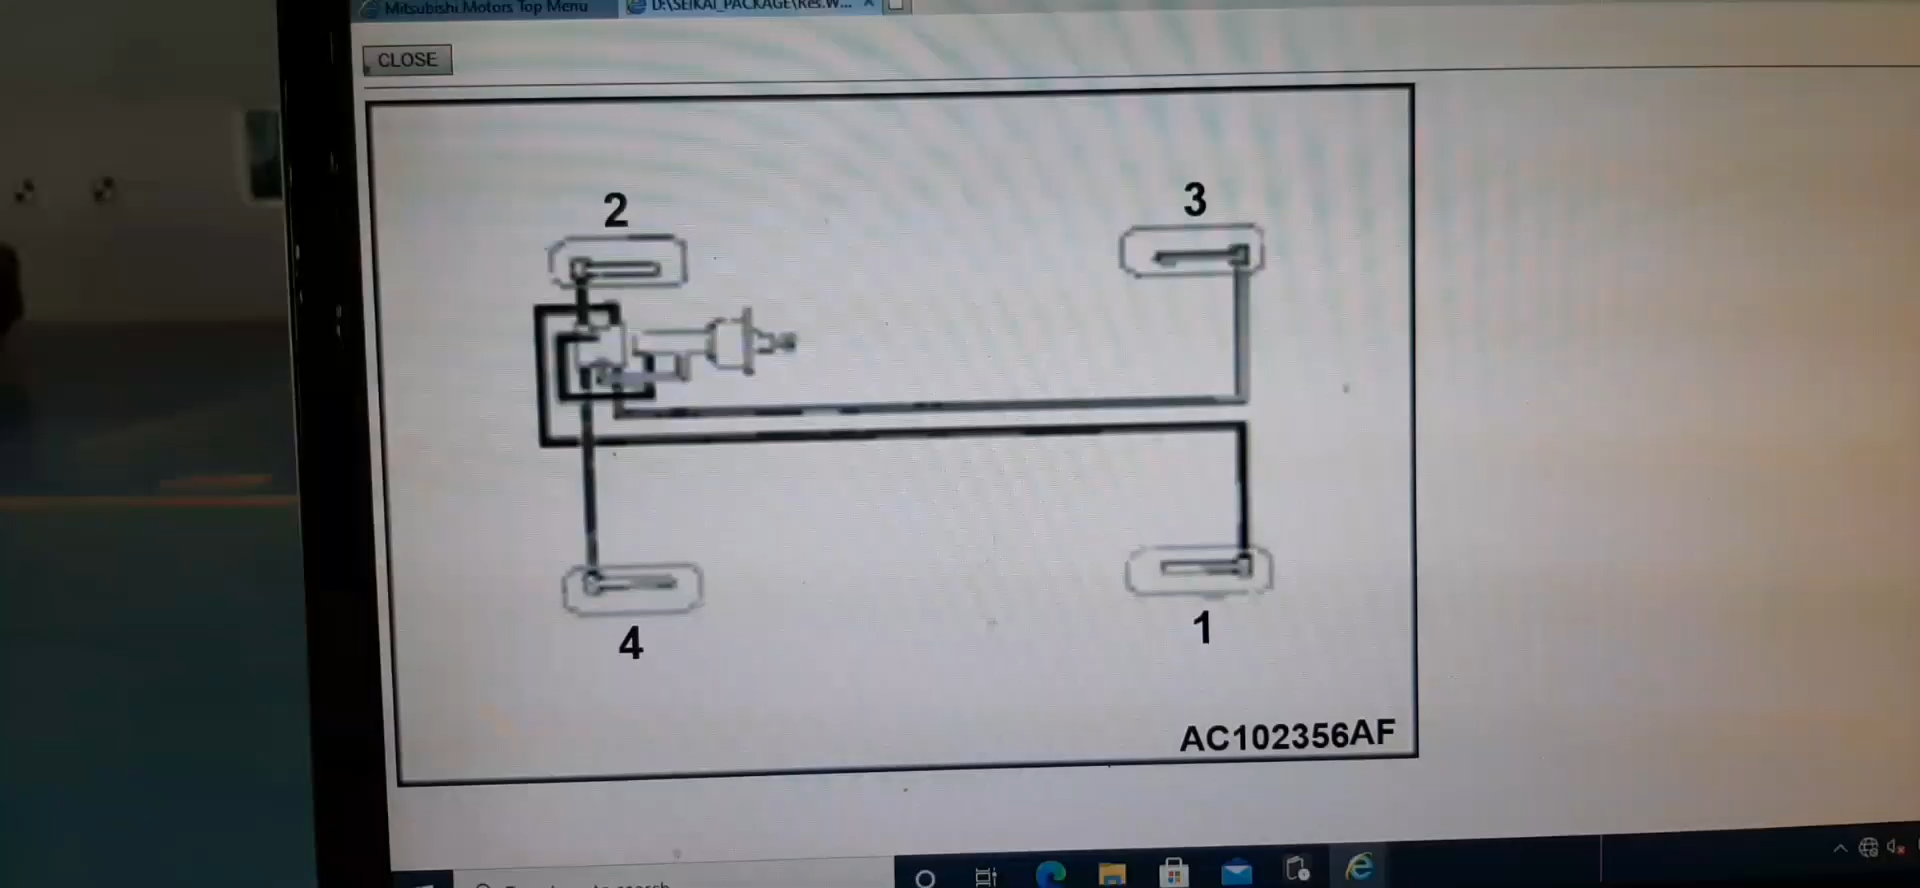 Mitsubishi Motors Top Menu
D:\SEIKAI_PACKAGE\Res.W...
CLOSE
2
3
4
1
AC102356AF